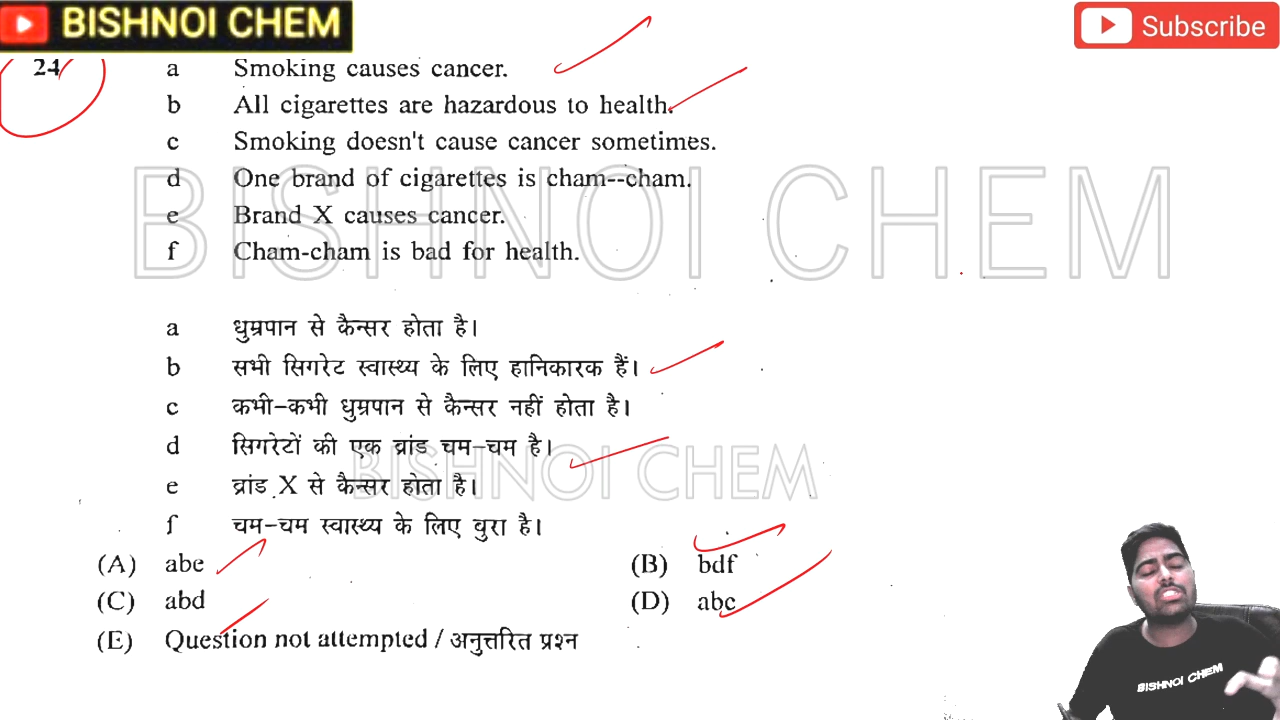 BISHNOI CHEM
Subscribe
24 a Smoking causes cancer.
b All cigarettes are hazardous to health.
c Smoking doesn't cause cancer sometimes.
d One brand of cigarettes is cham--cham.
e Brand X causes cancer.
f Cham-cham is bad for health.
BISHNOI CHEM
a धुम्रपान से कैन्सर होता है।
b सभी सिगरेट स्वास्थ्य के लिए हानिकारक हैं।
c कभी-कभी धुम्रपान से कैन्सर नहीं होता है।
d सिगरेटों की एक ब्रांड चम-चम है।
BISHNOI CHEM
e ब्रांड X से कैन्सर होता है।
f चम-चम स्वास्थ्य के लिए बुरा है।
(A) abe (B) bdf
(C) abd (D) abc
(E) Question not attempted / अनुत्तरित प्रश्न
BISHNOI CHEM